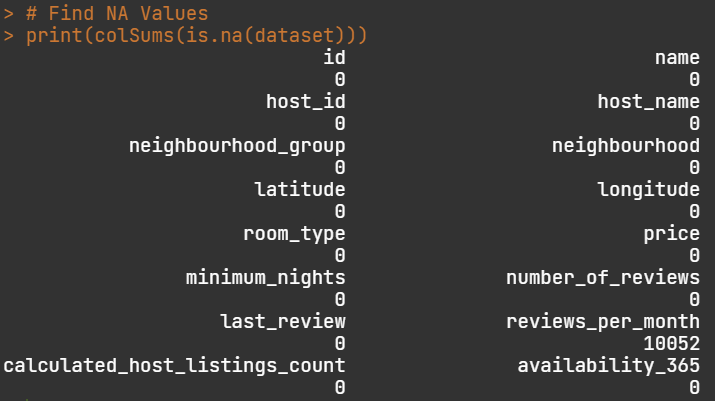 > # Find NA Values
> print(colSums(is.na(dataset)))
id name
0 0
host_id host_name
0 0
neighbourhood_group neighbourhood
0 0
latitude longitude
0 0
room_type price
0 0
minimum_nights number_of_reviews
0 0
last_review reviews_per_month
0 10052
calculated_host_listings_count availability_365
0 0